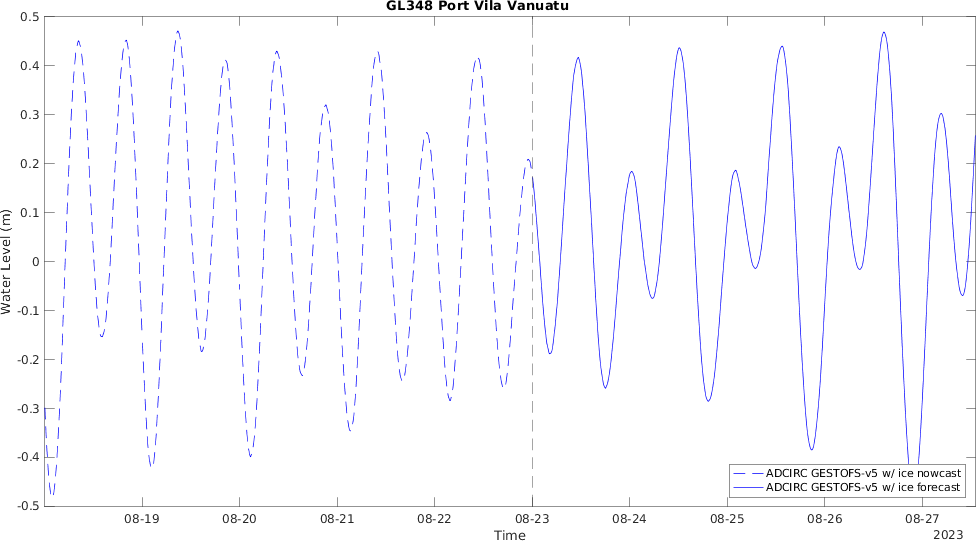 GL348 Port Vila Vanuatu
0.5
0.4
0.3
0.2
0.1
0
-0.1
-0.2
-0.3
-0.4
-0.5
Water Level (m)
08-19 08-20 08-21 08-22 08-23 08-24 08-25 08-26 08-27
Time
2023
ADCIRC GESTOFS-v5 w/ ice nowcast
ADCIRC GESTOFS-v5 w/ ice forecast